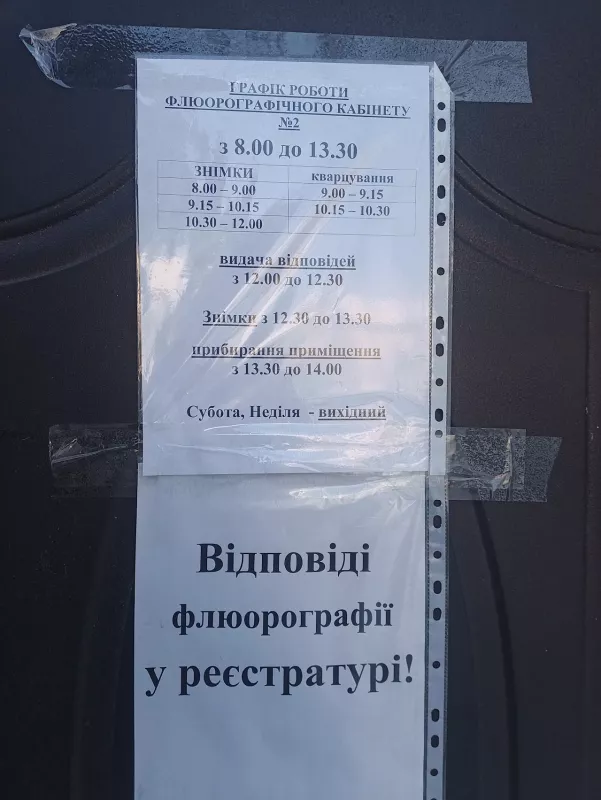 ГРАФІК РОБОТИ
ФЛЮОРОГРАФІЧНОГО КАБІНЕТУ
№2
з 8.00 до 13.30
ЗНІМКИ кварцування
8.00 – 9.00 9.00 – 9.15
9.15 – 10.15 10.15 – 10.30
10.30 – 12.00
видача відповідей
з 12.00 до 12.30
Знімки з 12.30 до 13.30
прибирання приміщення
з 13.30 до 14.00
Субота, Неділя - вихідний
Відповіді
флюорографії
у реєстратурі!